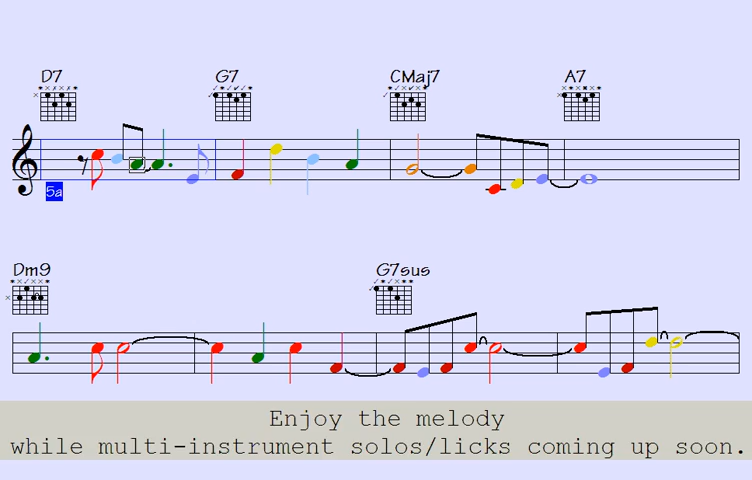 D7 G7 CMaj7 A7
5a
Dm9 G7sus
Enjoy the melody
while multi-instrument solos/licks coming up soon.